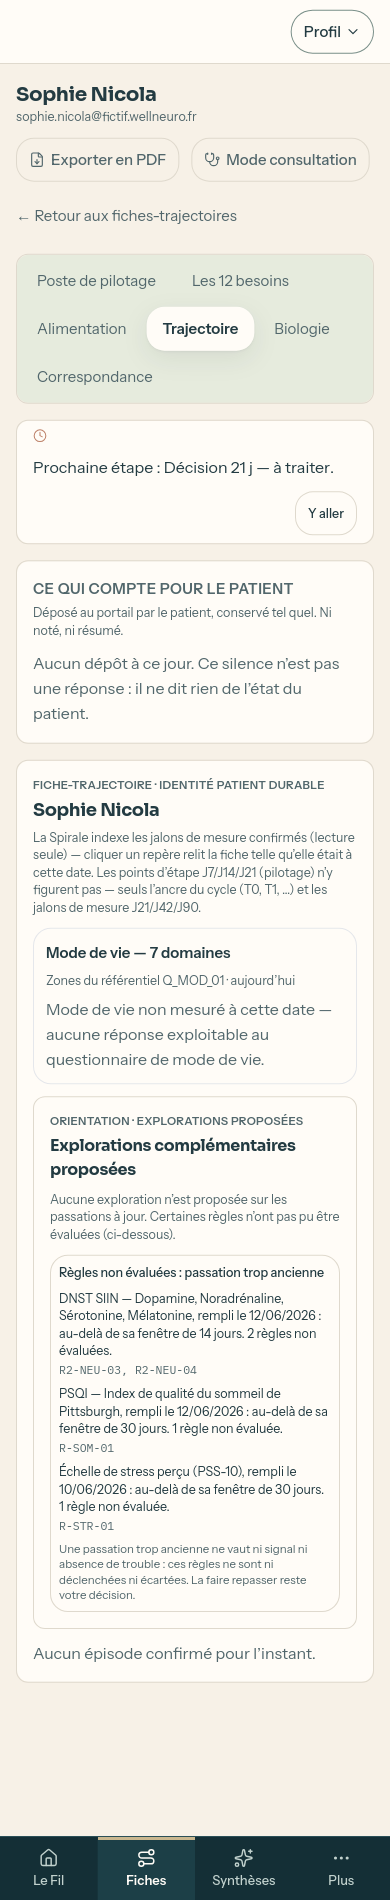 Profil
Sophie Nicola
sophie.nicola@fictif.wellneuro.fr
Exporter en PDF
Mode consultation
← Retour aux fiches-trajectoires
Poste de pilotage
Les 12 besoins
Alimentation
Trajectoire
Biologie
Correspondance
Prochaine étape : Décision 21 j — à traiter.
Y aller
CE QUI COMPTE POUR LE PATIENT
Déposé au portail par le patient, conservé tel quel. Ni
noté, ni résumé.
Aucun dépôt à ce jour. Ce silence n’est pas
une réponse : il ne dit rien de l’état du
patient.
FICHE-TRAJECTOIRE · IDENTITÉ PATIENT DURABLE
Sophie Nicola
La Spirale indexe les jalons de mesure confirmés (lecture
seule) — cliquer un repère relit la fiche telle qu’elle était à
cette date. Les points d’étape J7/J14/J21 (pilotage) n’y
figurent pas — seuls l’ancre du cycle (T0, T1, …) et les
jalons de mesure J21/J42/J90.
Mode de vie — 7 domaines
Zones du référentiel Q_MOD_01 · aujourd’hui
Mode de vie non mesuré à cette date —
aucune réponse exploitable au
questionnaire de mode de vie.
ORIENTATION · EXPLORATIONS PROPOSÉES
Explorations complémentaires
proposées
Aucune exploration n’est proposée sur les
passations à jour. Certaines règles n’ont pas pu être
évaluées (ci-dessous).
Règles non évaluées : passation trop ancienne
DNST SIIN — Dopamine, Noradrénaline,
Sérotonine, Mélatonine, rempli le 12/06/2026 :
au-delà de sa fenêtre de 14 jours. 2 règles non
évaluées.
R2-NEU-03, R2-NEU-04
PSQI — Index de qualité du sommeil de
Pittsburgh, rempli le 12/06/2026 : au-delà de sa
fenêtre de 30 jours. 1 règle non évaluée.
R-SOM-01
Échelle de stress perçu (PSS-10), rempli le
10/06/2026 : au-delà de sa fenêtre de 30 jours.
1 règle non évaluée.
R-STR-01
Une passation trop ancienne ne vaut ni signal ni
absence de trouble : ces règles ne sont ni
déclenchées ni écartées. La faire repasser reste
votre décision.
Aucun épisode confirmé pour l’instant.
Le Fil
Fiches
Synthèses
Plus